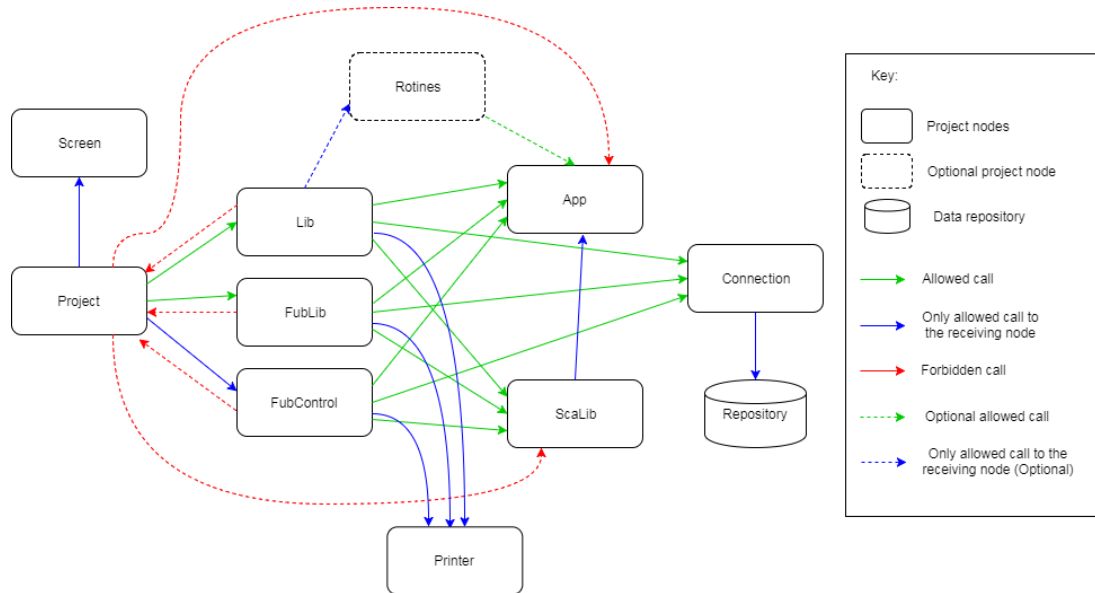 Rotines
Screen
Lib
App
Project
FubLib
Connection
FubControl
ScaLib
Repository
Printer
Key:
Project nodes
Optional project node
Data repository
Allowed call
Only allowed call to
the receiving node
Forbidden call
Optional allowed call
Only allowed call to the
receiving node (Optional)